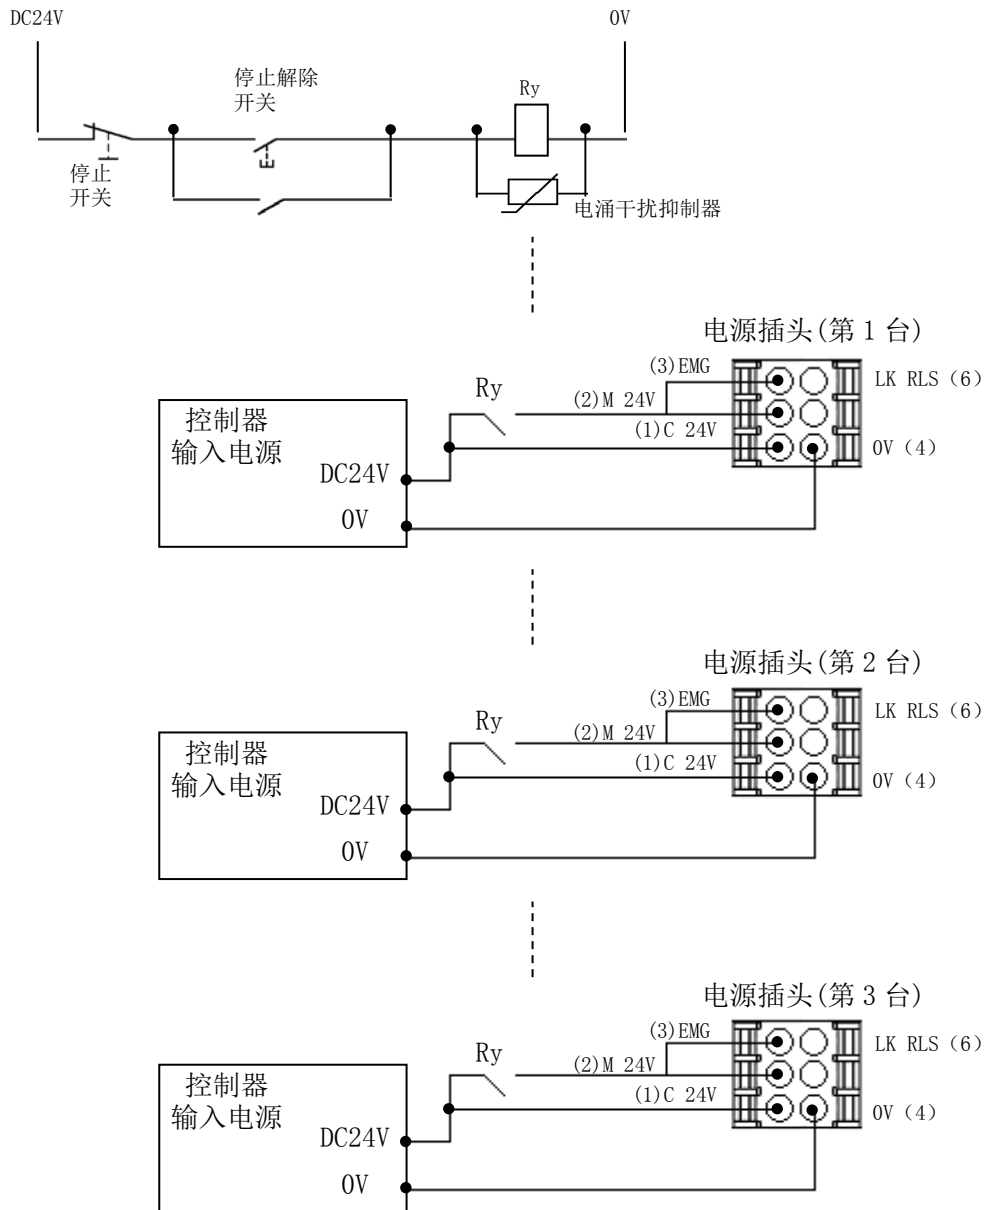 DC24V
0V
停止解除
开关
Ry
停止
开关
电涌干扰抑制器
电源插头(第 1 台)
(3)EMG
LK RLS（6）
Ry
(2)M 24V
控制器
输入电源
(1)C 24V
0V（4）
DC24V
0V
电源插头(第 2 台)
(3)EMG
LK RLS（6）
Ry
(2)M 24V
控制器
输入电源
(1)C 24V
0V（4）
DC24V
0V
电源插头(第 3 台)
(3)EMG
LK RLS（6）
Ry
(2)M 24V
控制器
输入电源
(1)C 24V
0V（4）
DC24V
0V